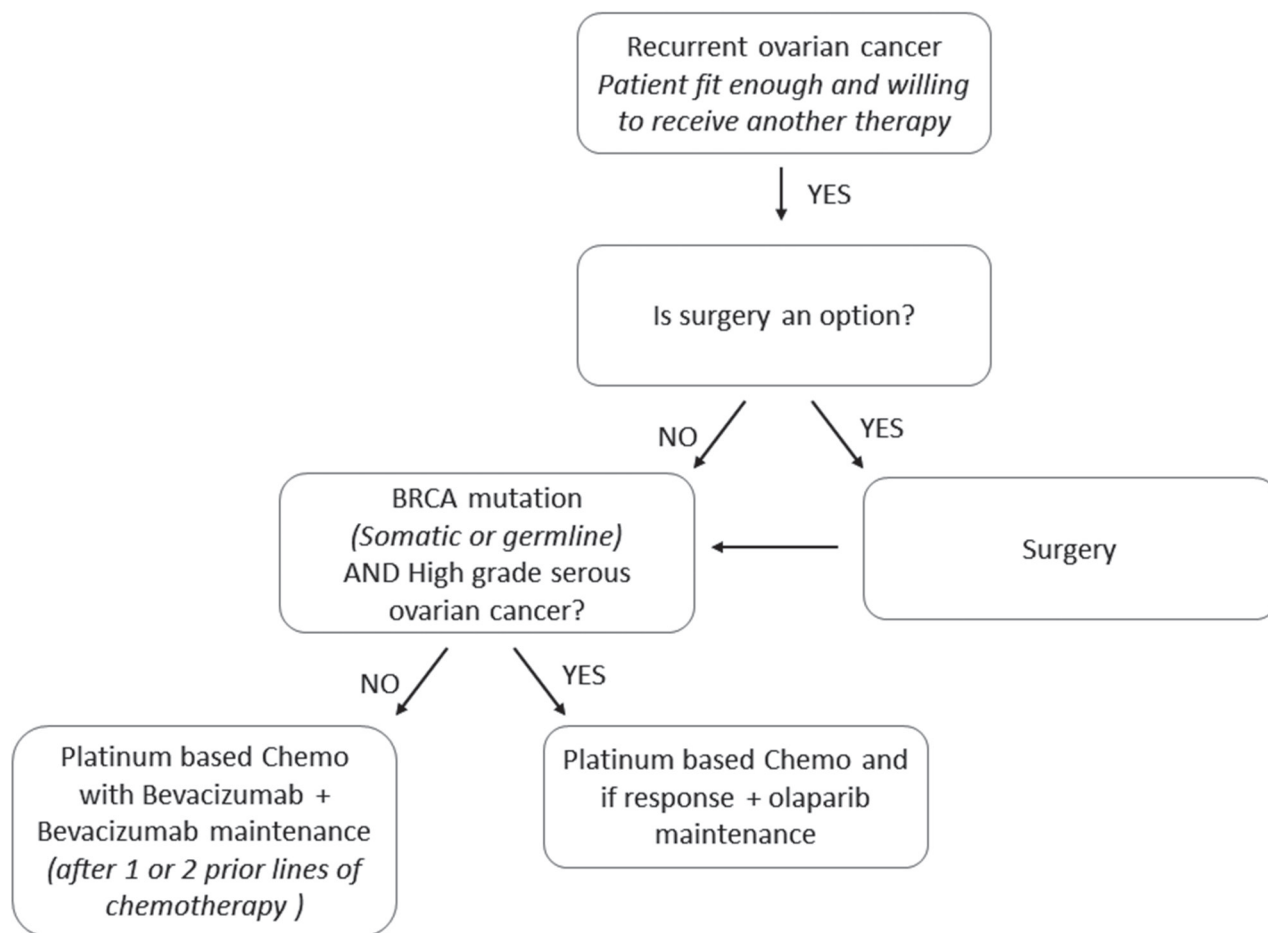 Recurrent ovarian cancer
Patient fit enough and willing
to receive another therapy
YES
Is surgery an option?
NO
YES
BRCA mutation
(Somatic or germline)
AND High grade serous
ovarian cancer?
Surgery
NO
YES
Platinum based Chemo
with Bevacizumab +
Bevacizumab maintenance
(after 1 or 2 prior lines of
chemotherapy )
Platinum based Chemo and
if response + olaparib
maintenance